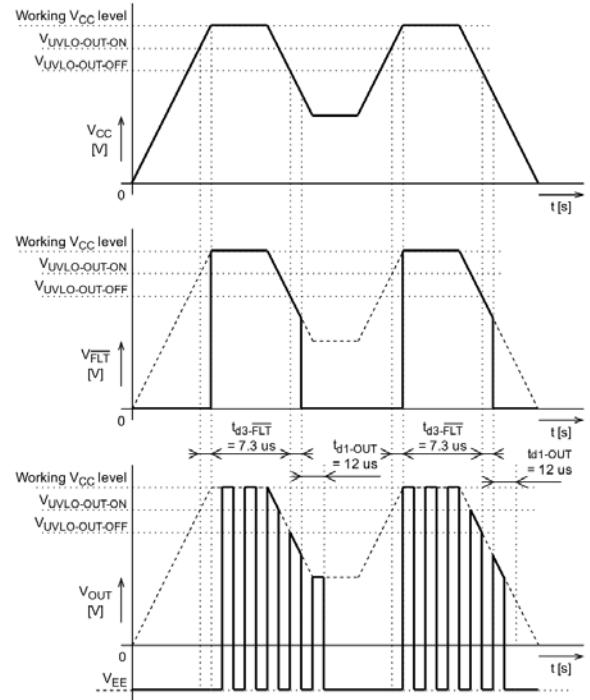 Working VCC level
VUVLO-OUT-ON
VUVLO-OUT-OFF
VCC
[V]
0
t [s]
Working VCC level
VUVLO-OUT-ON
VUVLO-OUT-OFF
VFLT
[V]
0
t [s]
td3-FLT
= 7.3 us
td1-OUT
= 12 us
td3-FLT
= 7.3 us
td1-OUT
= 12 us
Working VCC level
VUVLO-OUT-ON
VUVLO-OUT-OFF
VOUT
[V]
0
t [s]
VEE